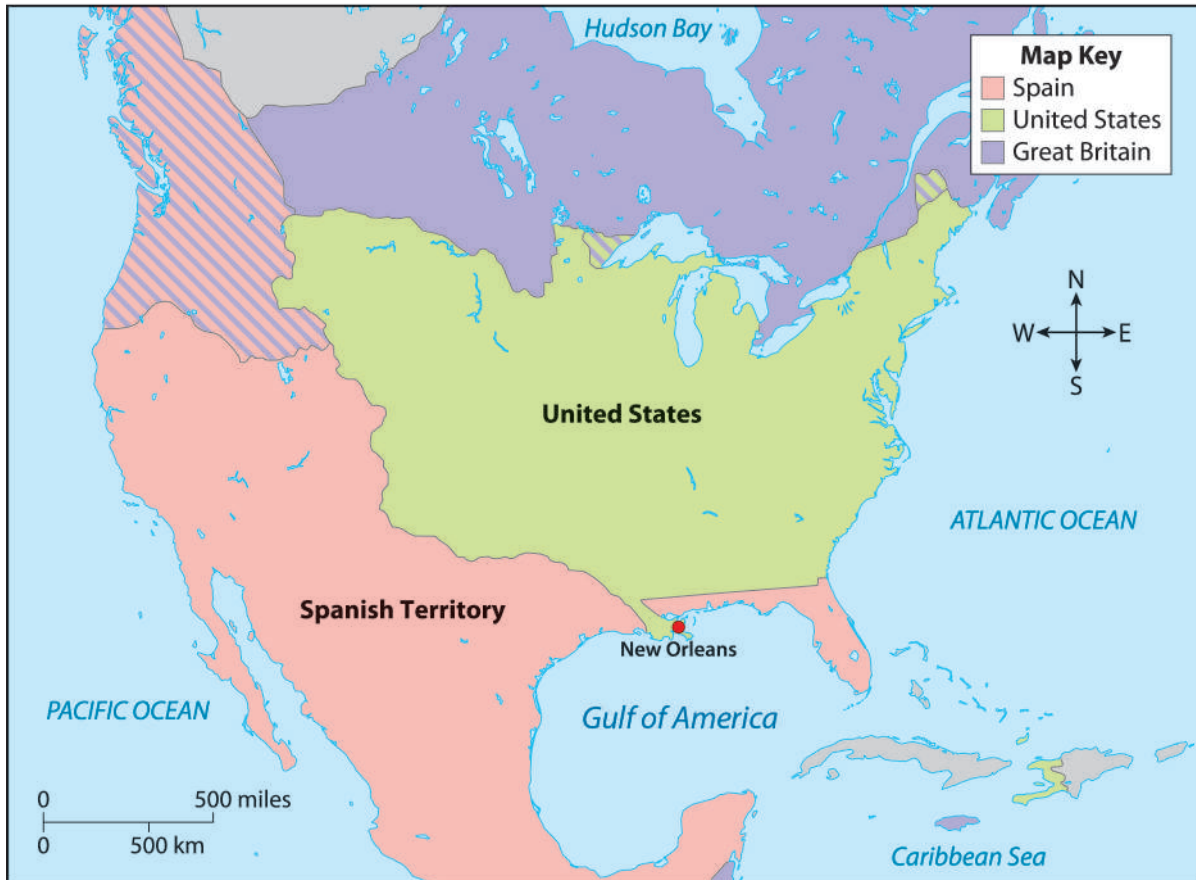 Hudson Bay
Map Key
Spain
United States
Great Britain
N
W E
S
United States
ATLANTIC OCEAN
Spanish Territory
New Orleans
PACIFIC OCEAN
Gulf of America
0 500 miles
0 500 km
Caribbean Sea